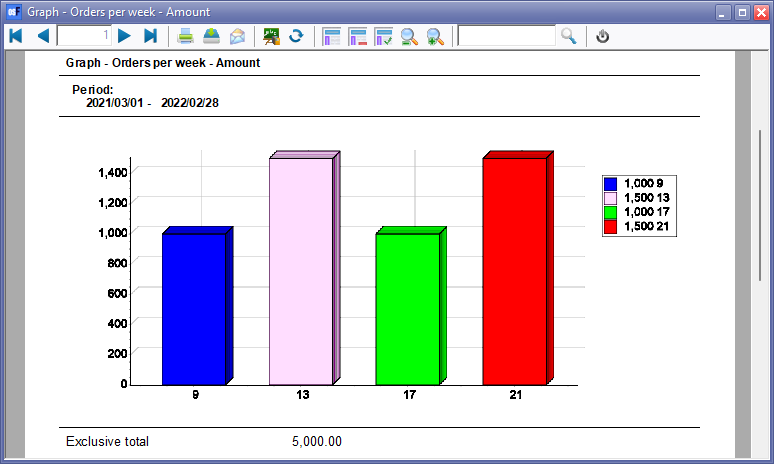 Graph - Orders per week - Amount
1
Graph - Orders per week - Amount
Period:
2021/03/01 - 2022/02/28
1,400
1,200
1,000
800
600
400
200
0
9 13 17 21
1,000 9
1,500 13
1,000 17
1,500 21
Exclusive total 5,000.00